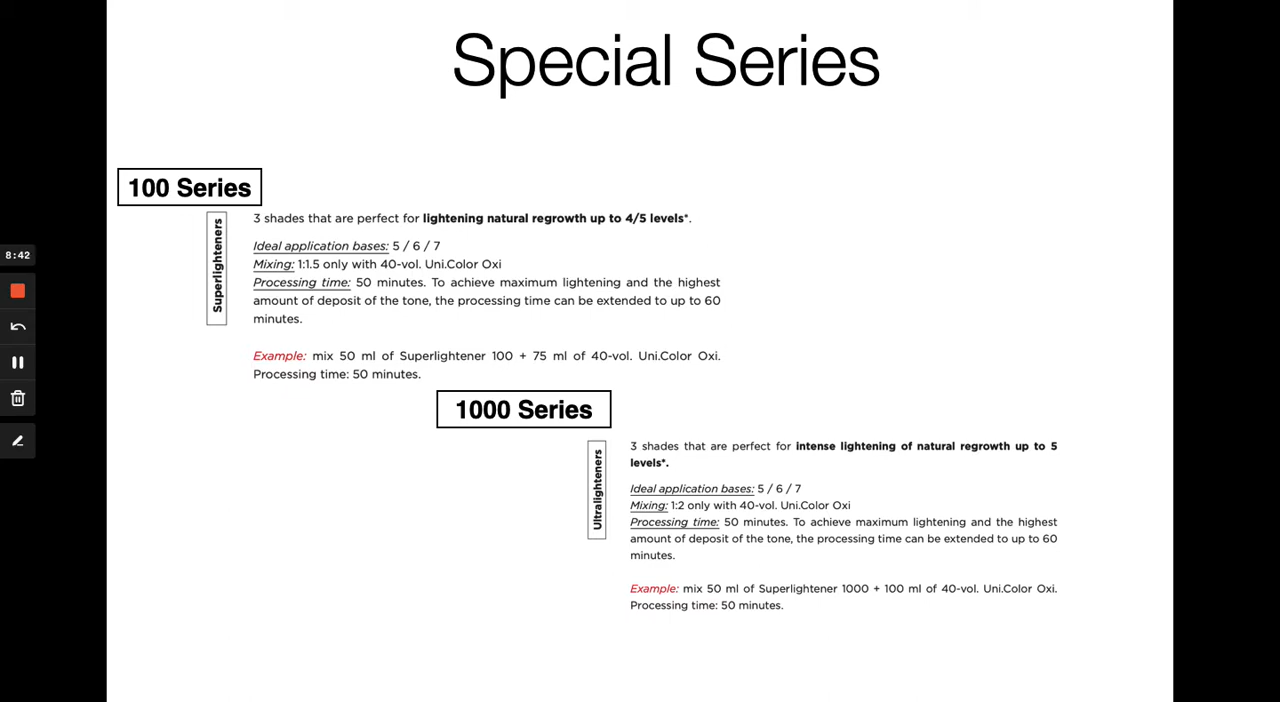 Special Series
100 Series
Superlighteners
3 shades that are perfect for lightening natural regrowth up to 4/5 levels*.
Ideal application bases: 5 / 6 / 7
Mixing: 1:1.5 only with 40-vol. Uni.Color Oxi
Processing time: 50 minutes. To achieve maximum lightening and the highest
amount of deposit of the tone, the processing time can be extended to up to 60
minutes.
Example: mix 50 ml of Superlightener 100 + 75 ml of 40-vol. Uni.Color Oxi.
Processing time: 50 minutes.
1000 Series
Ultralighteners
3 shades that are perfect for intense lightening of natural regrowth up to 5
levels*.
Ideal application bases: 5 / 6 / 7
Mixing: 1:2 only with 40-vol. Uni.Color Oxi
Processing time: 50 minutes. To achieve maximum lightening and the highest
amount of deposit of the tone, the processing time can be extended to up to 60
minutes.
Example: mix 50 ml of Superlightener 1000 + 100 ml of 40-vol. Uni.Color Oxi.
Processing time: 50 minutes.
8:42